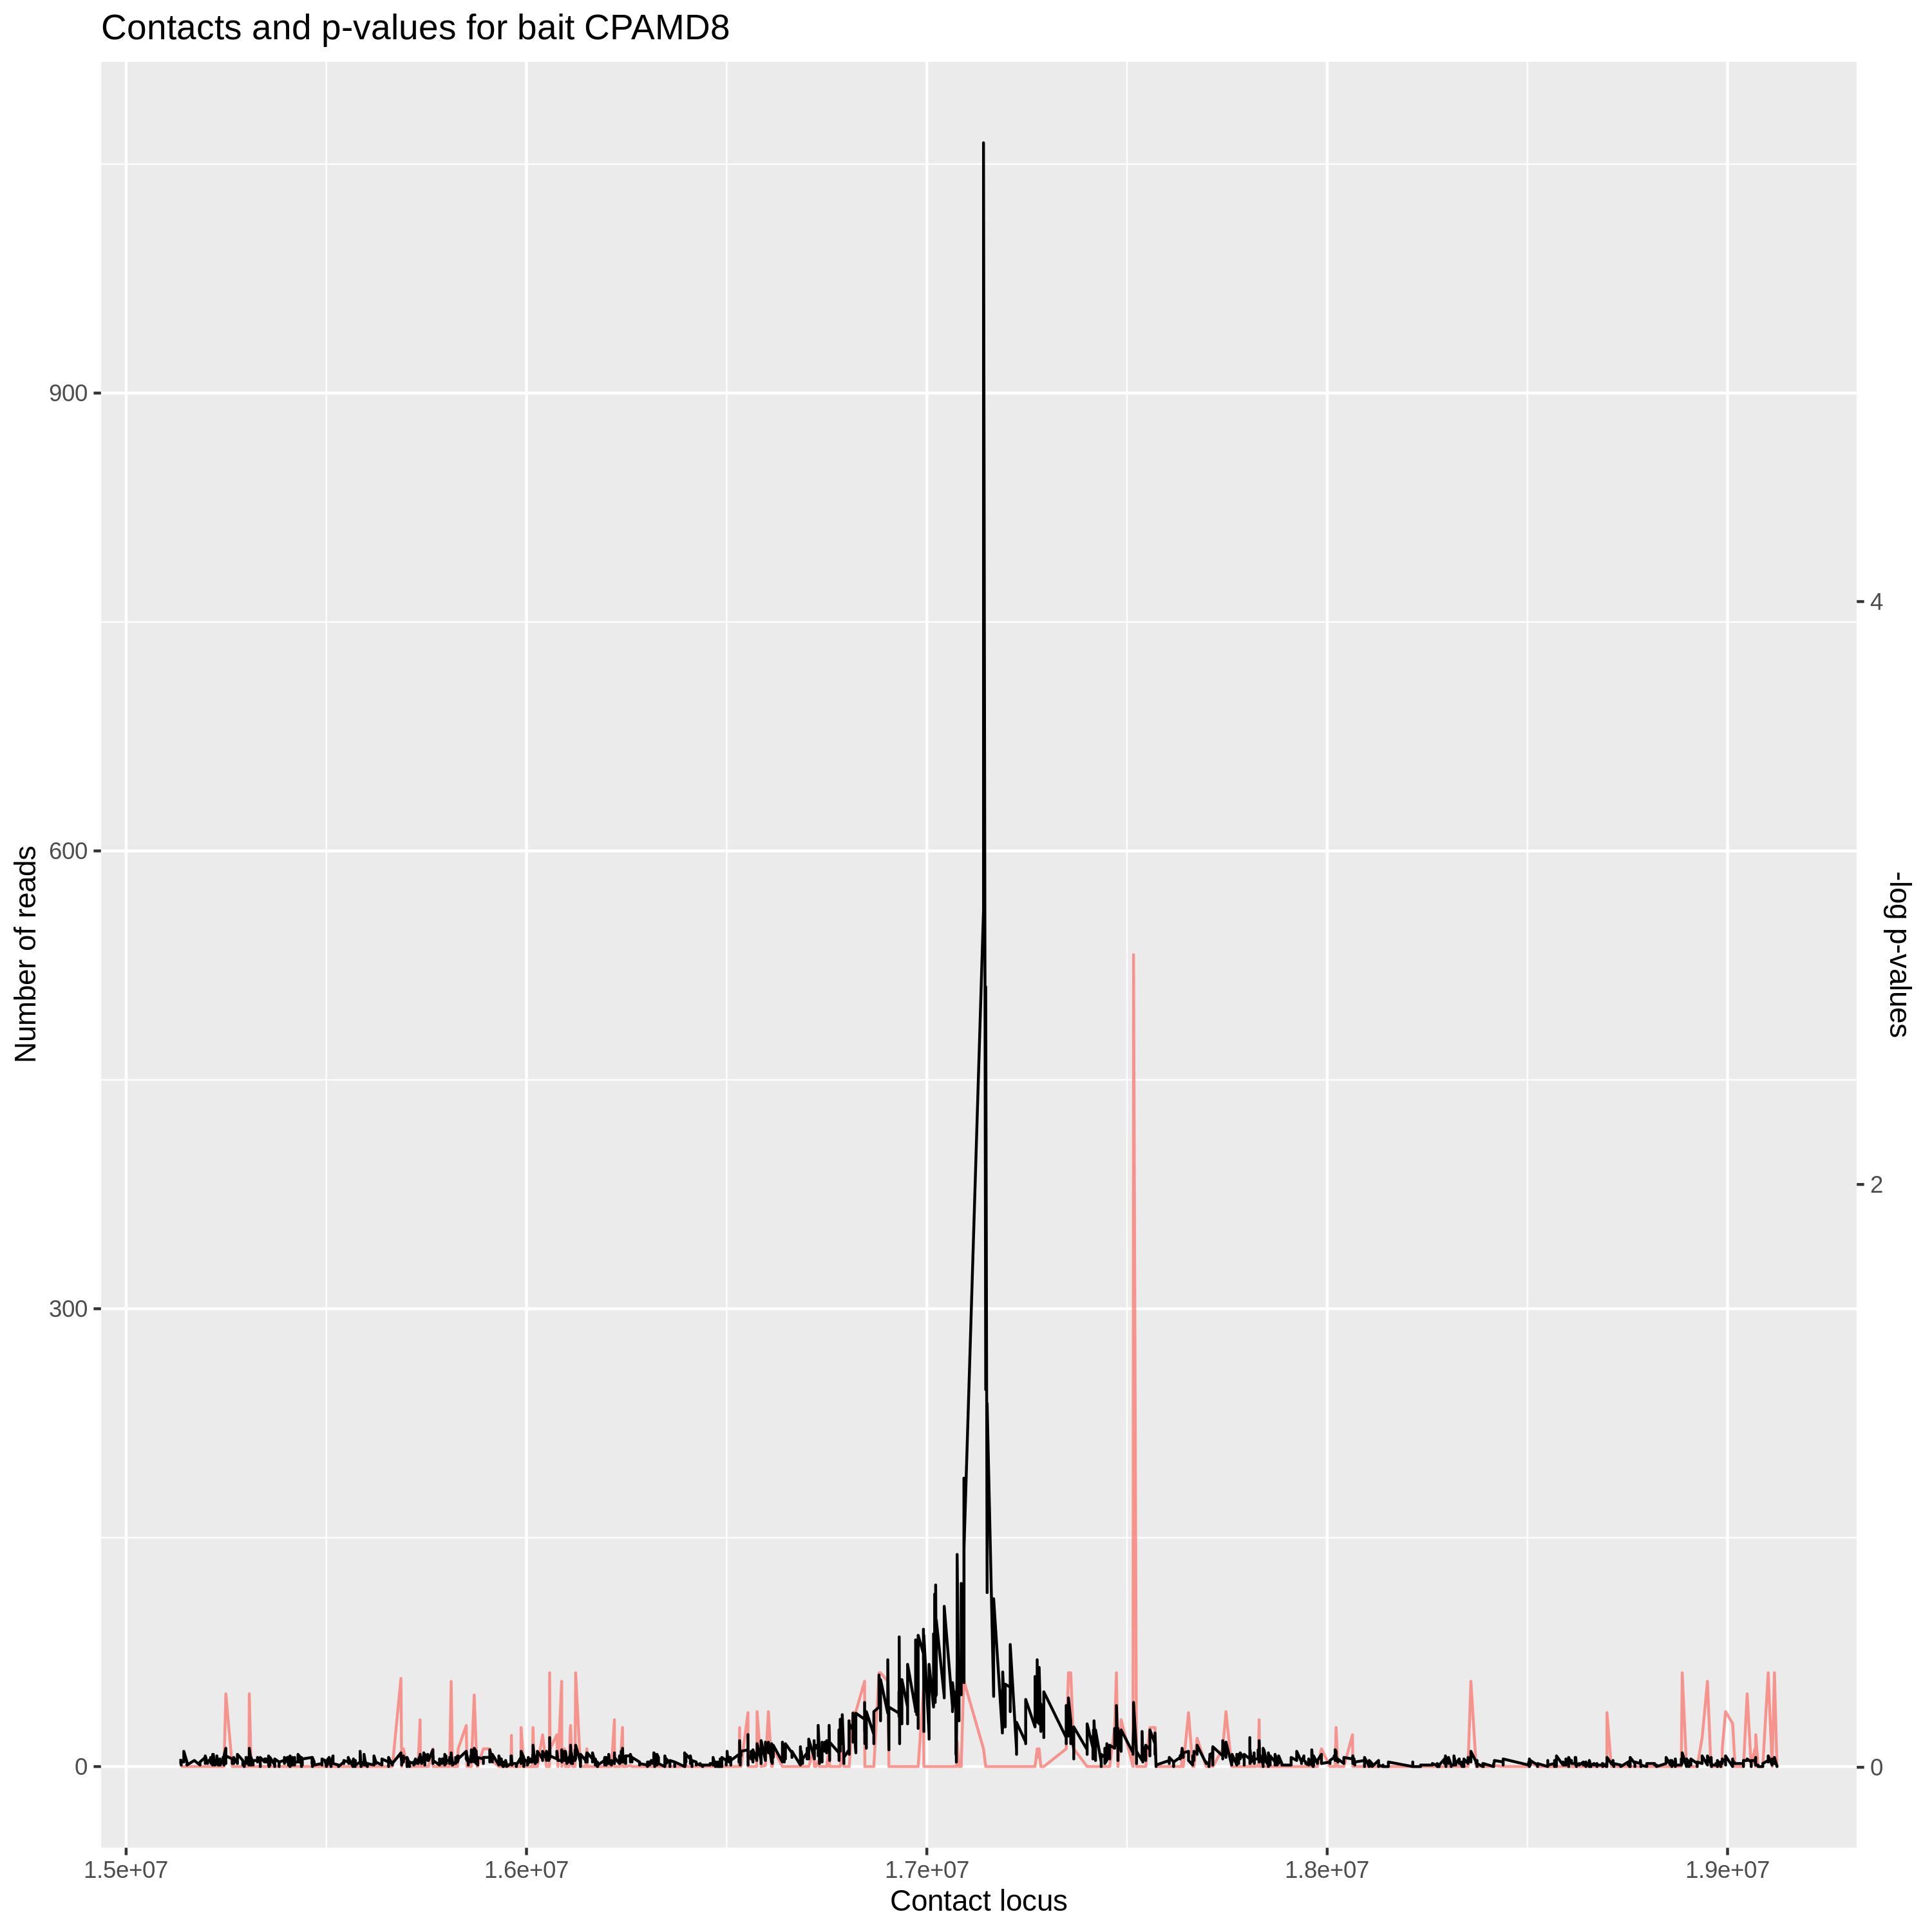 Contacts and p-values for bait CPAMD8
900
600
300
0
Number of reads
4
2
0
-log p-values
1.5e+07
1.6e+07
1.7e+07
1.8e+07
1.9e+07
Contact locus